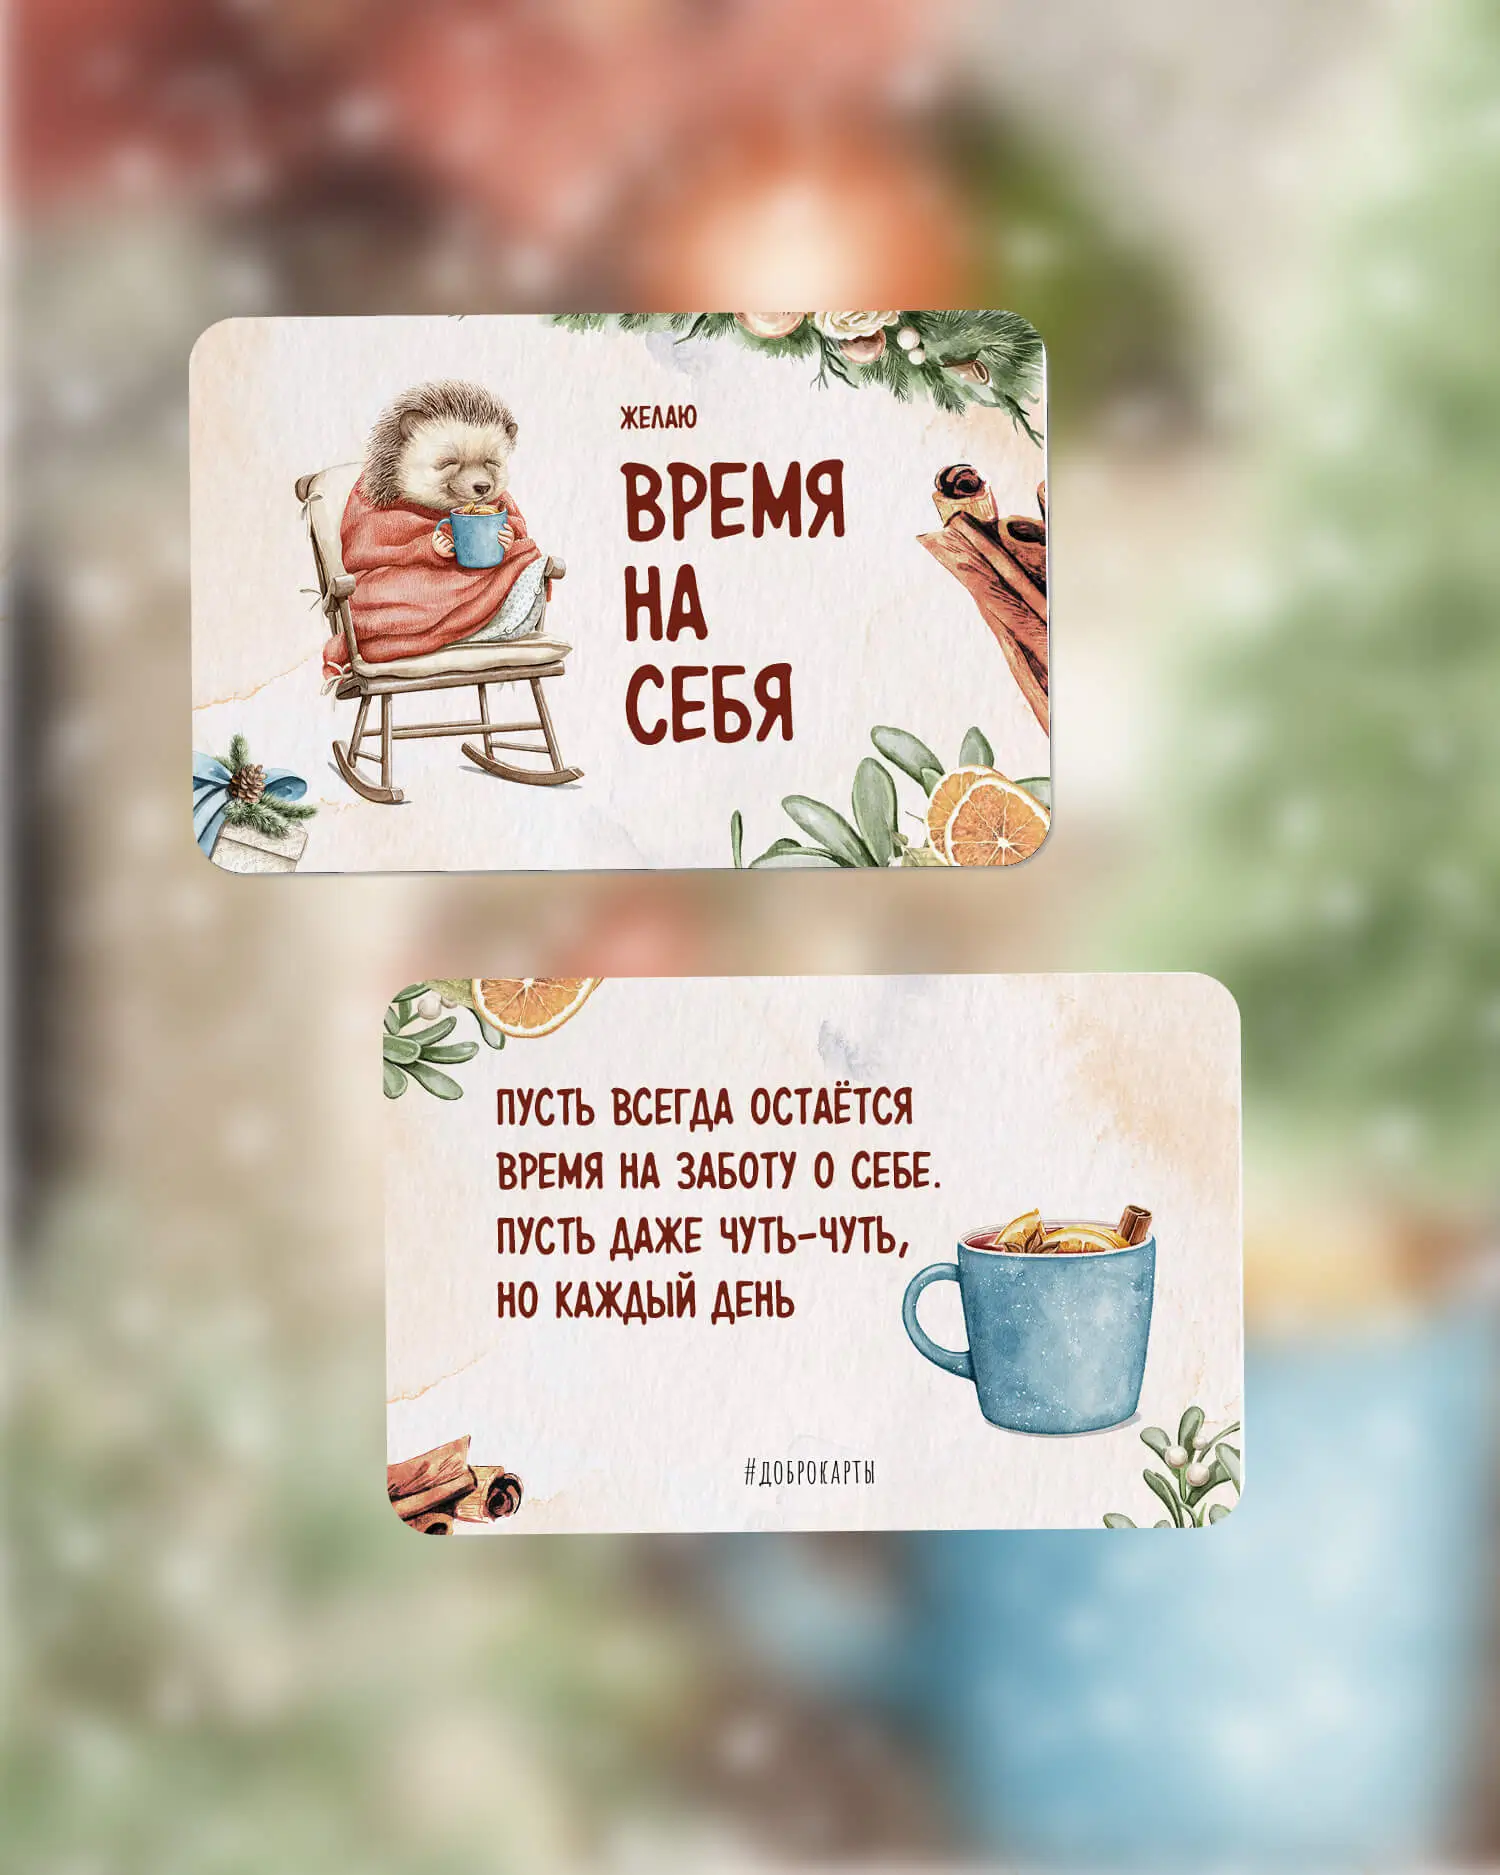 ЖЕЛАЮ
ВРЕМЯ
НА
СЕБЯ
ПУСТЬ ВСЕГДА ОСТАЁТСЯ
ВРЕМЯ НА ЗАБОТУ О СЕБЕ.
ПУСТЬ ДАЖЕ ЧУТЬ-ЧУТЬ,
НО КАЖДЫЙ ДЕНЬ
#ДОБРОКАРТЫ